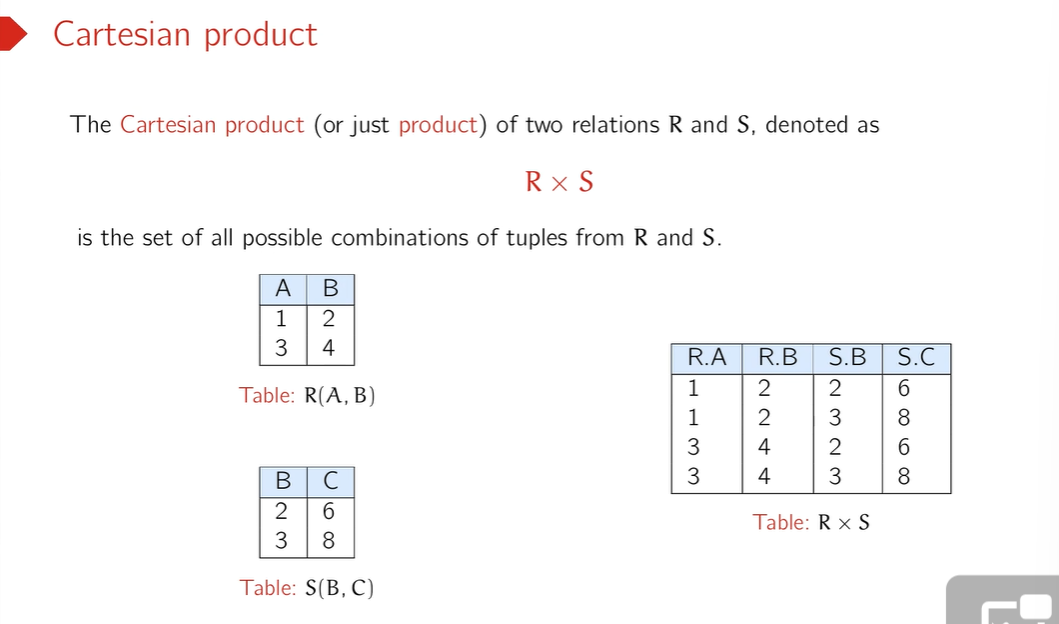 Cartesian product
The Cartesian product (or just product) of two relations R and S, denoted as
R × S
is the set of all possible combinations of tuples from R and S.
A B
1 2
3 4
Table: R(A, B)
B C
2 6
3 8
Table: S(B, C)
R.A R.B S.B S.C
1 2 2 6
1 2 3 8
3 4 2 6
3 4 3 8
Table: R × S